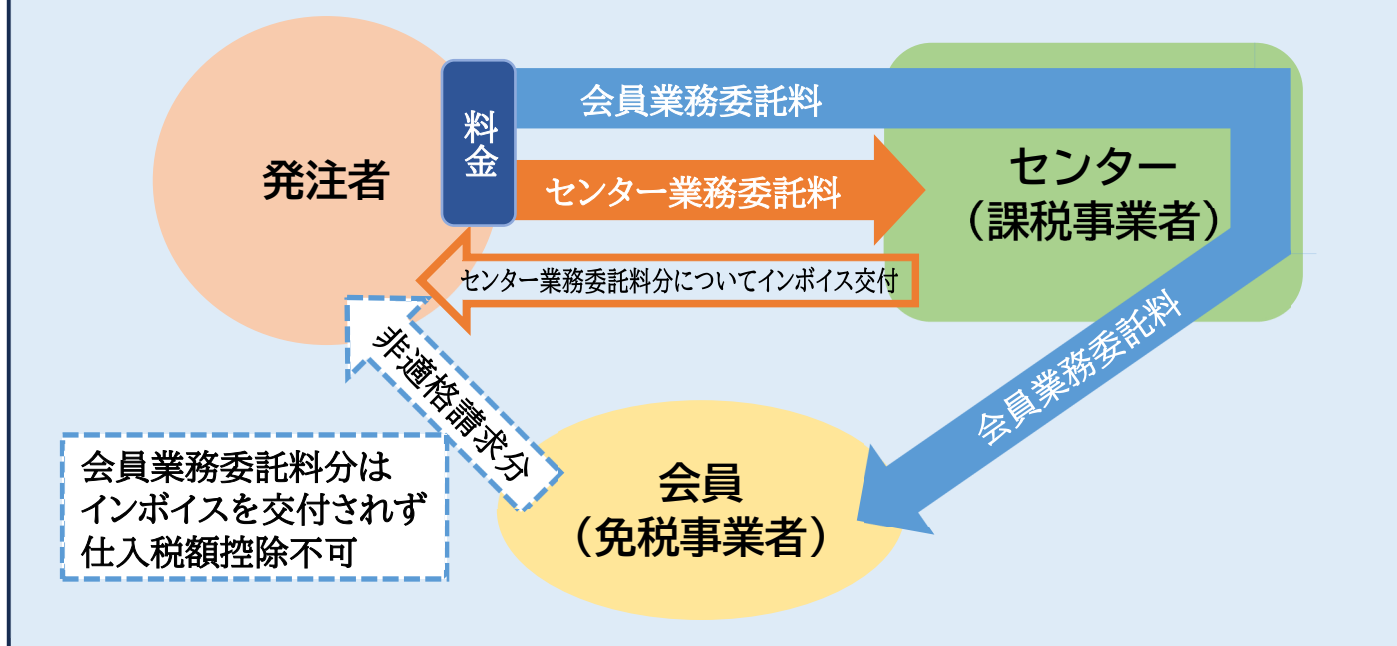 発注者
料金
会員業務委託料
センター業務委託料
センター
（課税事業者）
センター業務委託料分についてインボイス交付
会員業務委託料
非適格請求分
会員業務委託料分は
インボイスを交付されず
仕入税額控除不可
会員
（免税事業者）